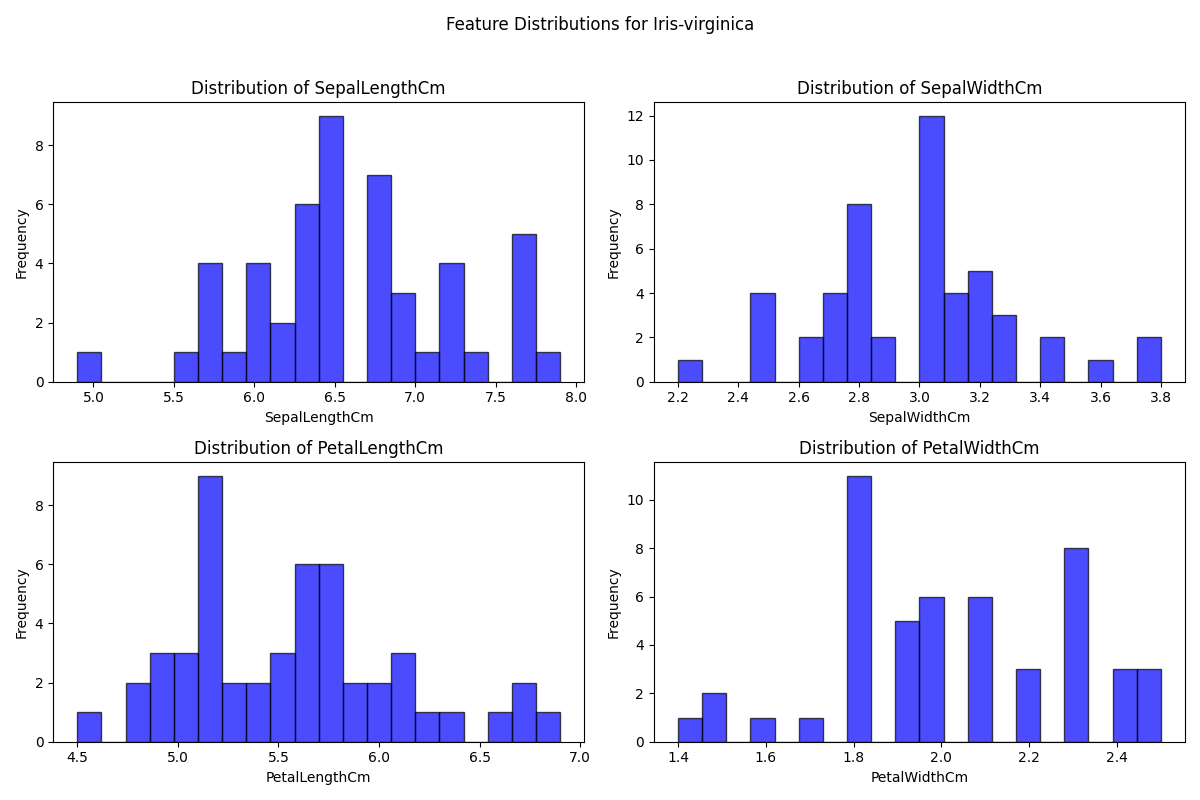 Feature Distributions for Iris-virginica
Distribution of SepalLengthCm
Frequency
0
2
4
6
8
5.0 5.5 6.0 6.5 7.0 7.5 8.0
SepalLengthCm
Distribution of SepalWidthCm
Frequency
0
2
4
6
8
10
12
2.2 2.4 2.6 2.8 3.0 3.2 3.4 3.6 3.8
SepalWidthCm
Distribution of PetalLengthCm
Frequency
0
2
4
6
8
4.5 5.0 5.5 6.0 6.5 7.0
PetalLengthCm
Distribution of PetalWidthCm
Frequency
0
2
4
6
8
10
1.4 1.6 1.8 2.0 2.2 2.4
PetalWidthCm